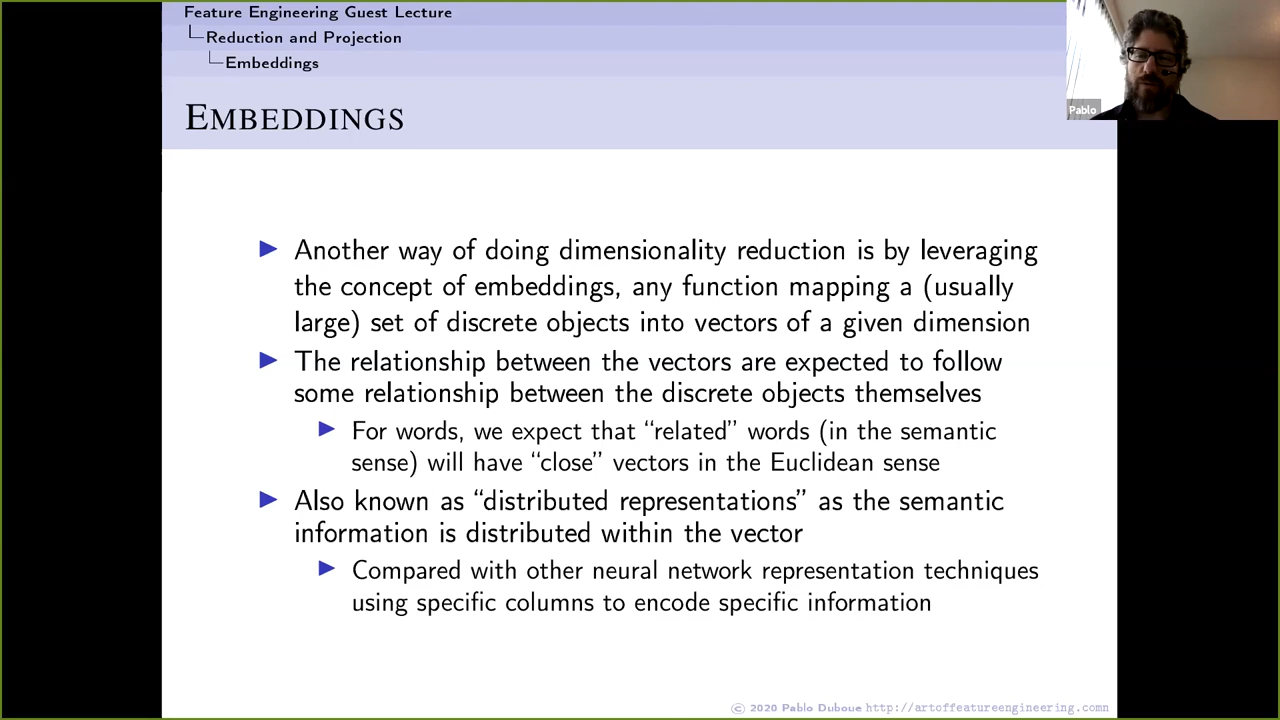 Feature Engineering Guest Lecture
Reduction and Projection
Embeddings
EMBEDDINGS
Pablo
Another way of doing dimensionality reduction is by leveraging
the concept of embeddings, any function mapping a (usually
large) set of discrete objects into vectors of a given dimension
The relationship between the vectors are expected to follow
some relationship between the discrete objects themselves
For words, we expect that “related” words (in the semantic
sense) will have “close” vectors in the Euclidean sense
Also known as “distributed representations” as the semantic
information is distributed within the vector
Compared with other neural network representation techniques
using specific columns to encode specific information
© 2020 Pablo Duboue http://artoffeatureengineering.comn